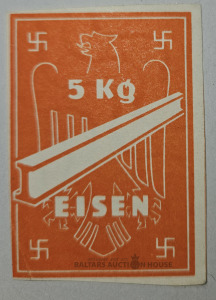 5 Kg
EISEN
BALTARS AUCTION HOUSE